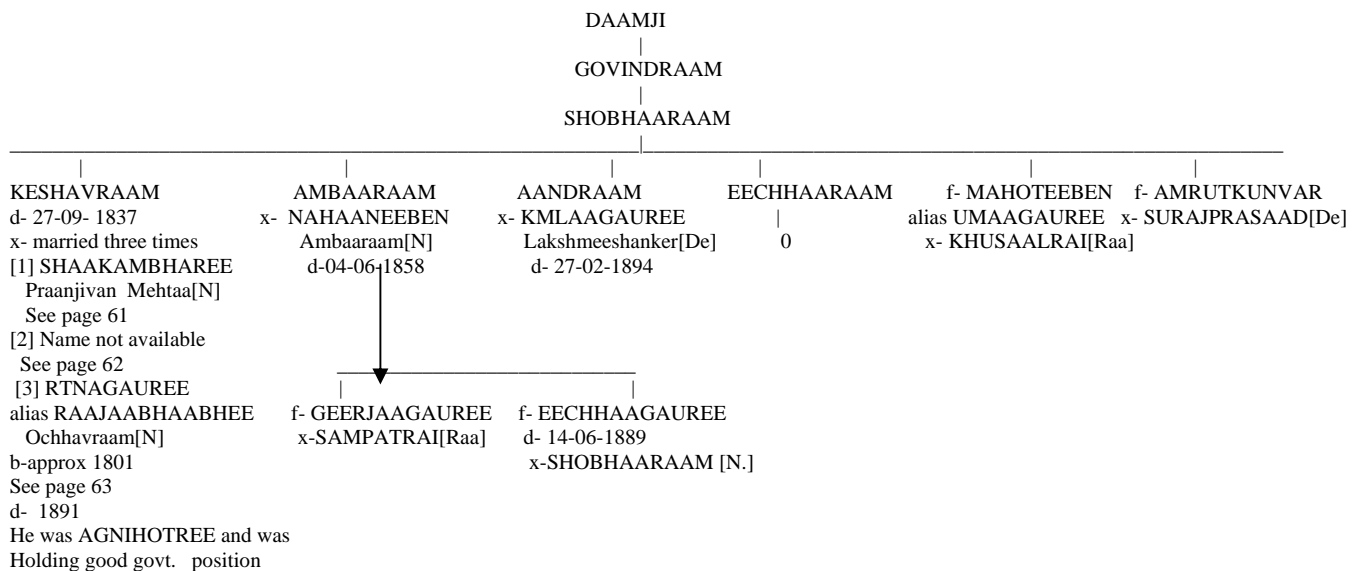 DAAMJI
GOVINDRAAM
SHOBHAARAAM
KESHAVRAAM
d- 27-09- 1837
x- married three times
[1] SHAAKAMBHAREE
Praanjivan Mehtaa[N]
See page 61
[2] Name not available
See page 62
[3] RTNAGAUREE
alias RAAJAABHAABHEE
Ochhavraam[N]
b-approx 1801
See page 63
d- 1891
He was AGNIHOTREE and was
Holding good govt. position
AMBAARAAM
x- NAHAANEEBEN
Ambaaraam[N]
d-04-06-1858
f- GEERJAAGAUREE
x-SAMPATRAI[Raa]
f- EECHHAAGAUREE
d- 14-06-1889
x-SHOBHAARAAM [N.]
AANDRAAM
x- KMLAAGAUREE
Lakshmeeshanker[De]
d- 27-02-1894
EECHHAARAAM
0
f- MAHOTEEBEN
alias UMAAGAUREE
x- KHUSAALRAI[Raa]
f- AMRUTKUNVAR
x- SURAJPRASAAD[De]